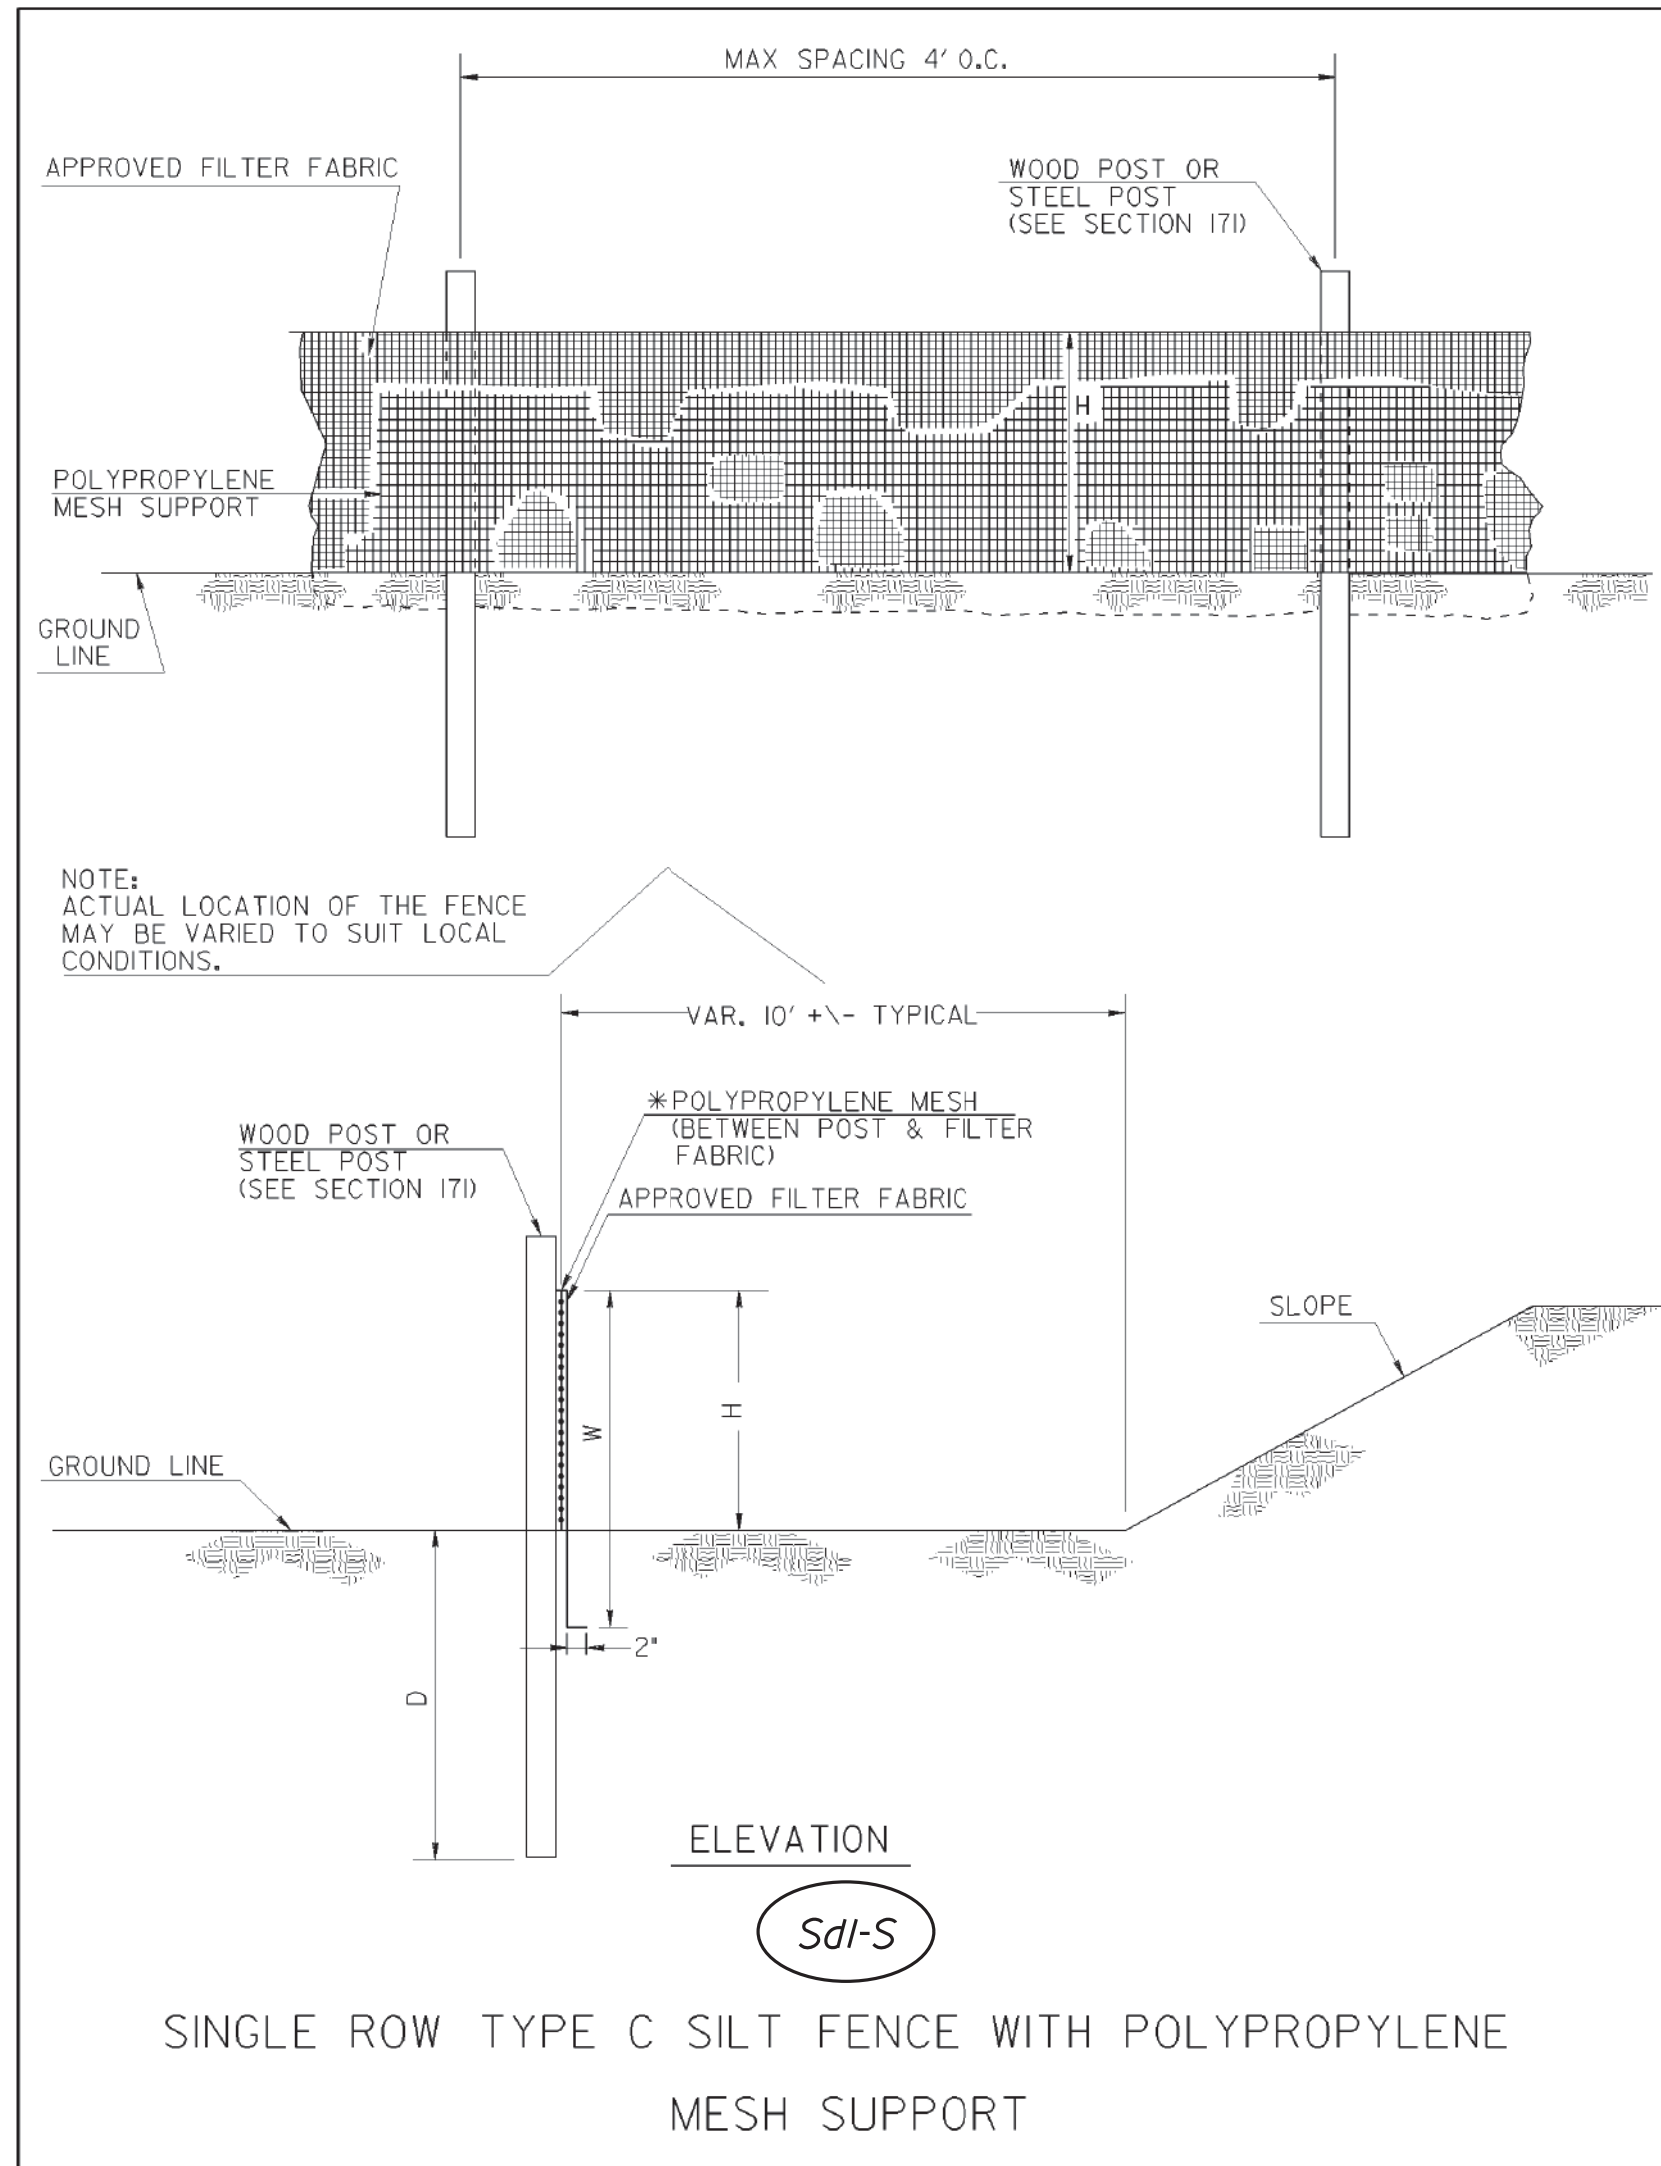 MAX SPACING 4' O.C.
APPROVED FILTER FABRIC
WOOD POST OR
STEEL POST
(SEE SECTION 171)
H
POLYPROPYLENE
MESH SUPPORT
GROUND
LINE
NOTE:
ACTUAL LOCATION OF THE FENCE
MAY BE VARIED TO SUIT LOCAL
CONDITIONS.
VAR. 10' +\- TYPICAL
*POLYPROPYLENE MESH
(BETWEEN POST & FILTER
FABRIC)
WOOD POST OR
STEEL POST
(SEE SECTION 171)
APPROVED FILTER FABRIC
SLOPE
H
W
GROUND LINE
2"
D
ELEVATION
Sd1-S
SINGLE ROW TYPE C SILT FENCE WITH POLYPROPYLENE
MESH SUPPORT